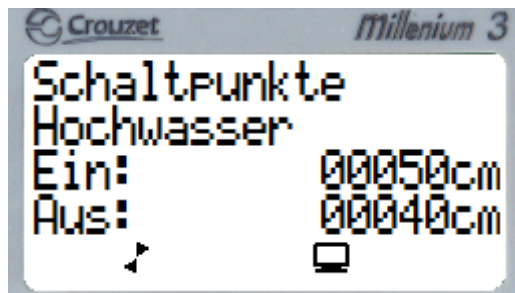 Crouzet Millenium 3
Schaltpunkte
Hochwasser
Ein: 00050cm
Aus: 00040cm